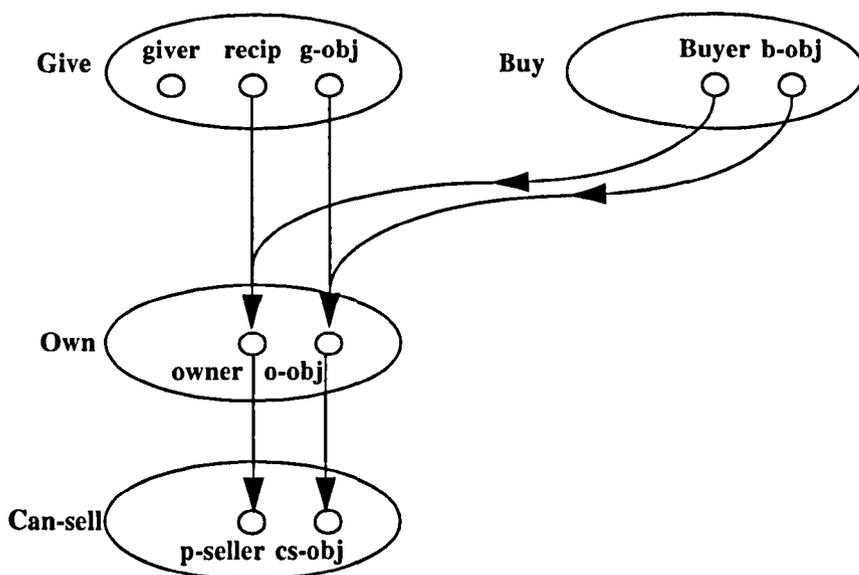 Give
giver recip g-obj
Buy
Buyer b-obj
Own
owner o-obj
Can-sell
p-seller cs-obj